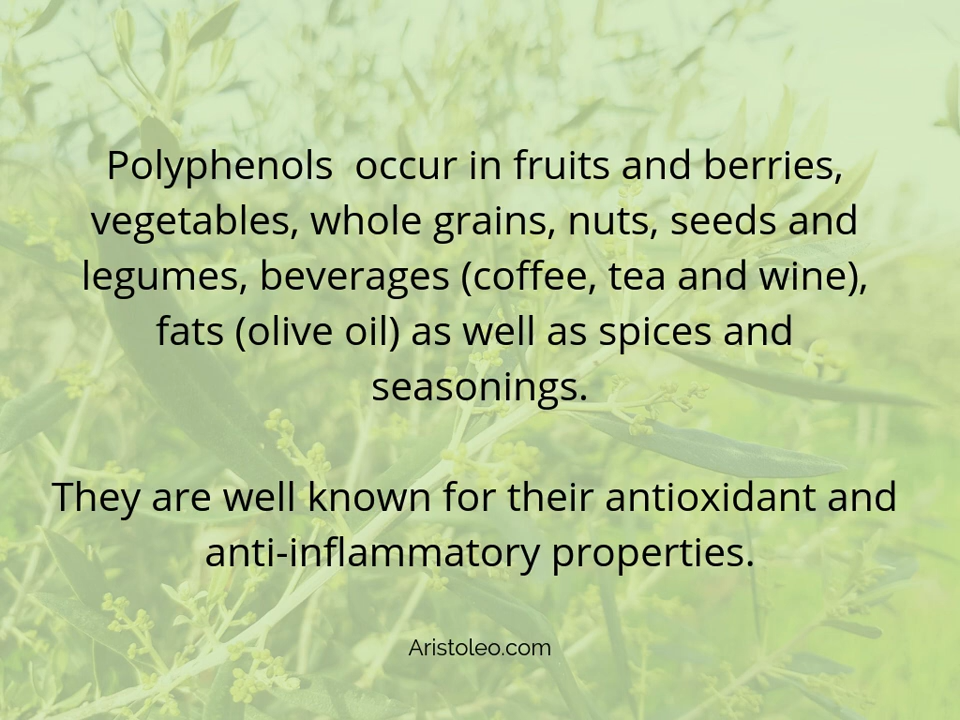 Polyphenols  occur in fruits and berries,
vegetables, whole grains, nuts, seeds and
legumes, beverages (coffee, tea and wine),
fats (olive oil) as well as spices and
seasonings.
They are well known for their antioxidant and
anti-inflammatory properties.
Aristoleo.com